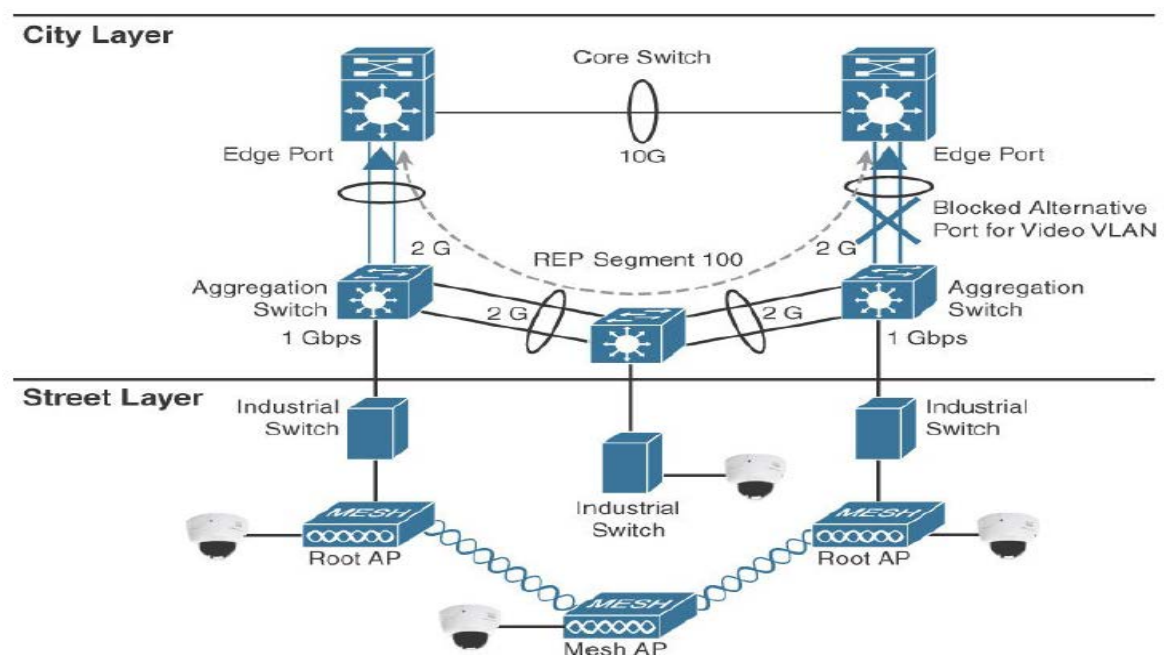 City Layer
Core Switch
Edge Port
10G
Edge Port
Blocked Alternative
Port for Video VLAN
2 G
REP Segment 100
2 G
Aggregation
Switch
2 G
2 G
Aggregation
Switch
1 Gbps
1 Gbps
Street Layer
Industrial
Switch
Industrial
Switch
Industrial
Switch
MESH
Root AP
MESH
Root AP
MESH
Mesh AP